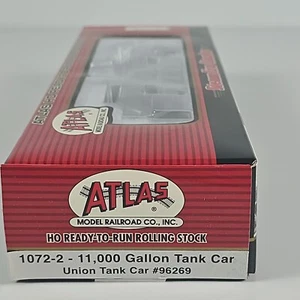 ATLAS
ATLAS
MODEL RAILROAD CO., INC.
HO READY-TO-RUN ROLLING STOCK
1072-2 - 11,000 Gallon Tank Car
Union Tank Car #96269